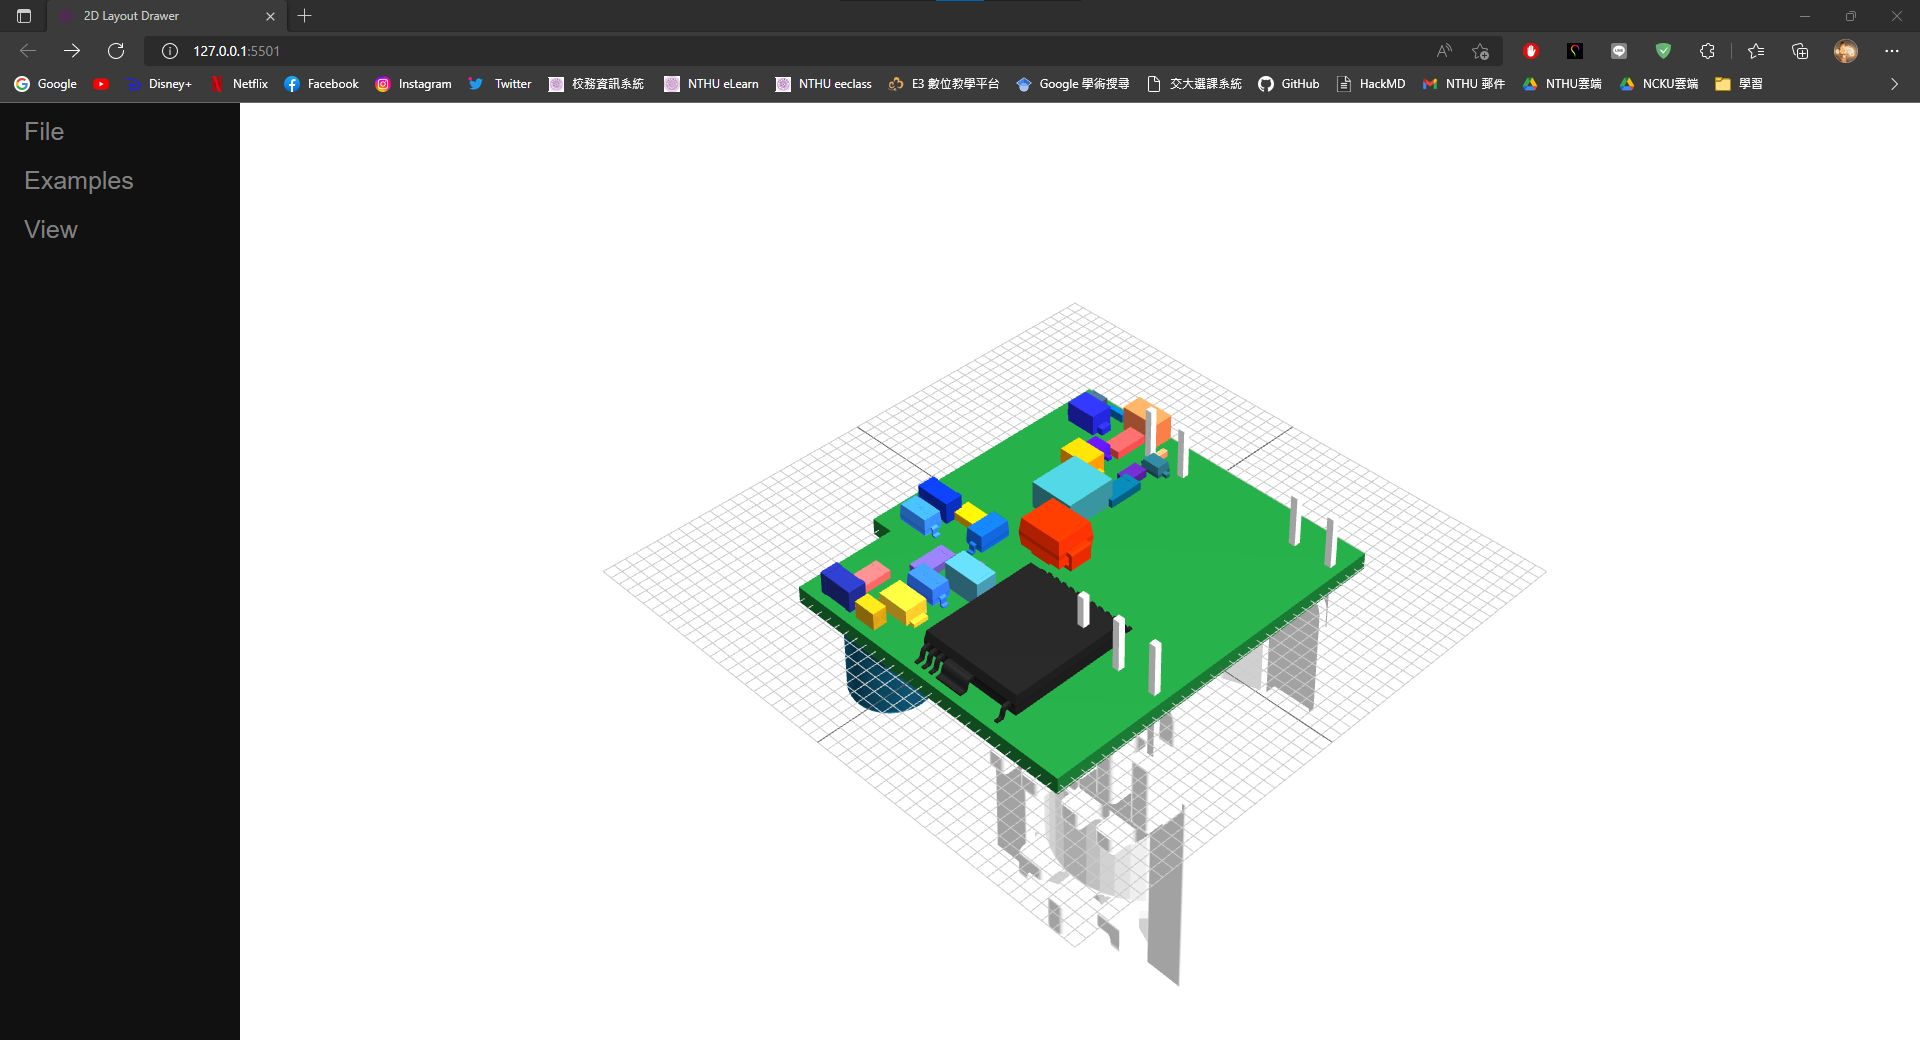 2D Layout Drawer
127.0.0.1:5501
Google Disney+ Netflix Facebook Instagram Twitter 校務資訊系統 NTHU eLearn NTHU eeclass E3 數位教學平台 Google 學術搜尋 交大選課系統 GitHub HackMD NTHU 郵件 NTHU雲端 NCKU雲端 學習
File
Examples
View